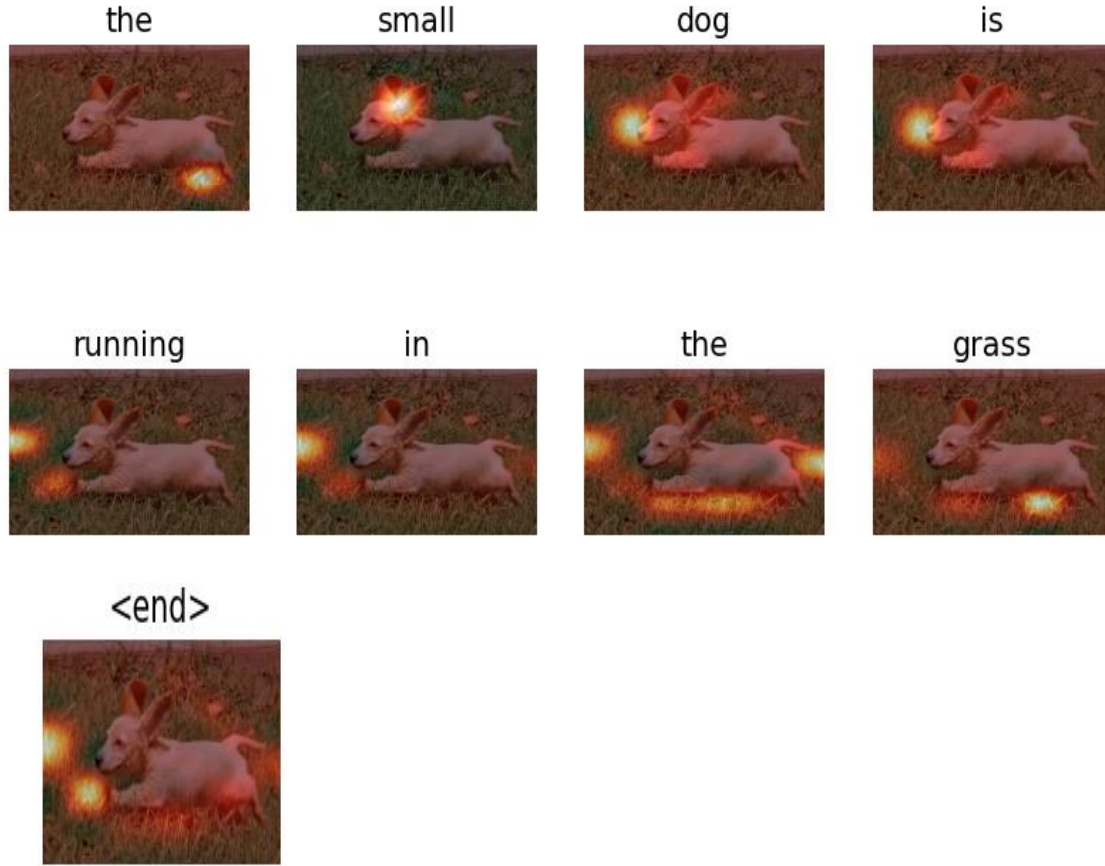 the small dog is
running in the grass
<end>